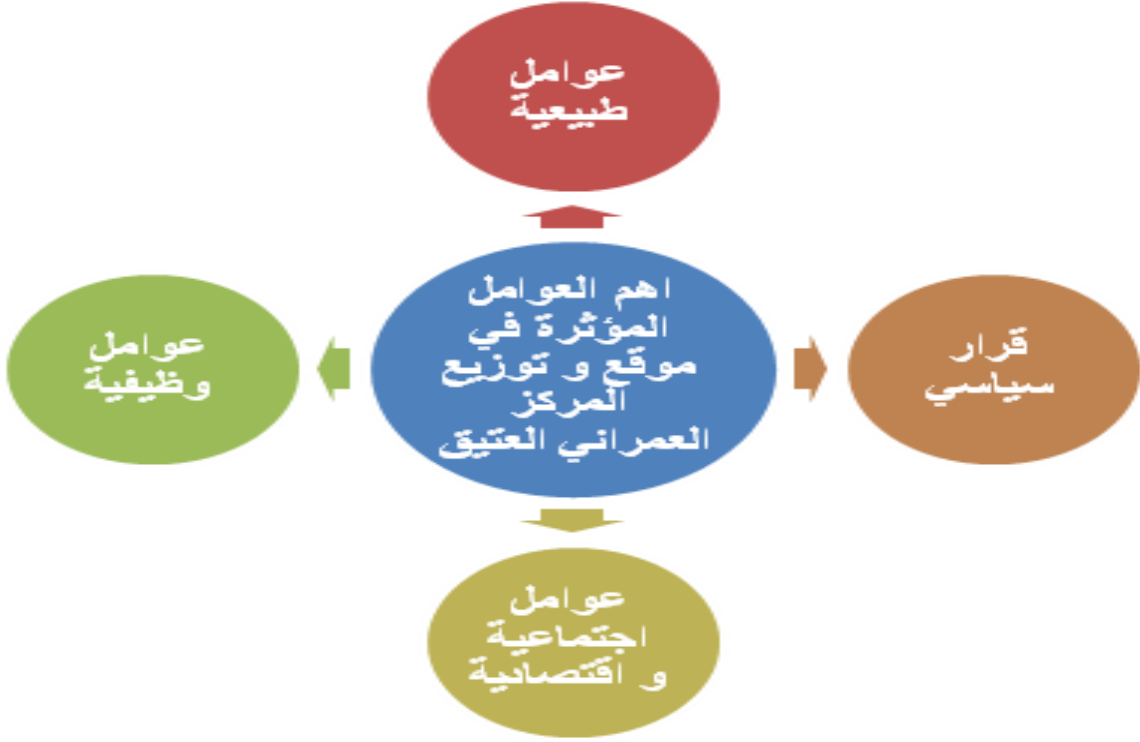 عوامل
طبيعية
اهم العوامل
المؤثرة في
موقع و توزيع
المركز
العمراني العتيق
قرار
سياسي
عوامل
وظيفية
عوامل
اجتماعية
و اقتصادية